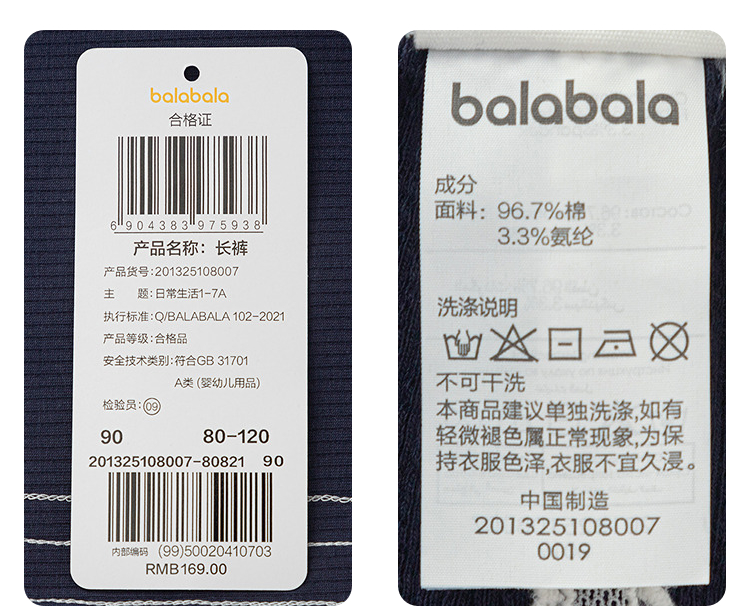 balabala
合格证
6904383975938
产品名称：长裤
产品货号:201325108007
主 题:日常生活1-7A
执行标准:Q/BALABALA 102-2021
产品等级:合格品
安全技术类别:符合GB 31701
A类 (婴幼儿用品)
检验员:09
90 80-120
201325108007-80821 90
内部编码 (99)50020410703
RMB169.00
balabala
成分
面料：96.7%棉
3.3%氨纶
洗涤说明
不可干洗
本商品建议单独洗涤,如有
轻微褪色属正常现象,为保
持衣服色泽,衣服不宜久浸。
中国制造
201325108007
0019